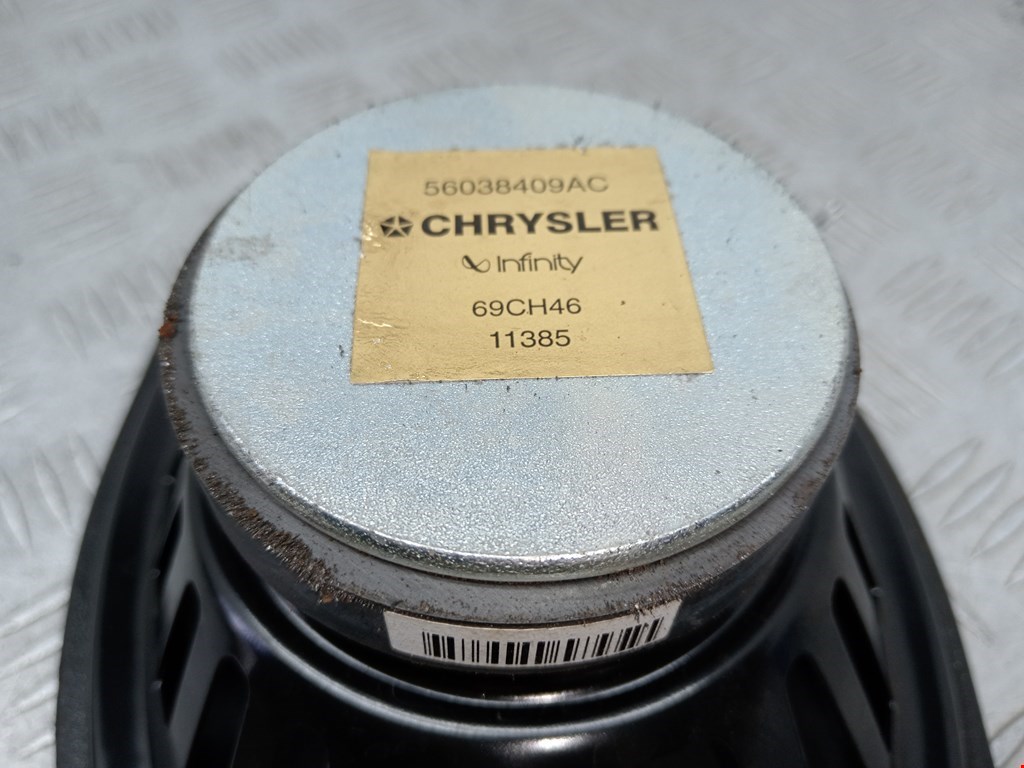 56038409AC
CHRYSLER
Infinity
69CH46
11385